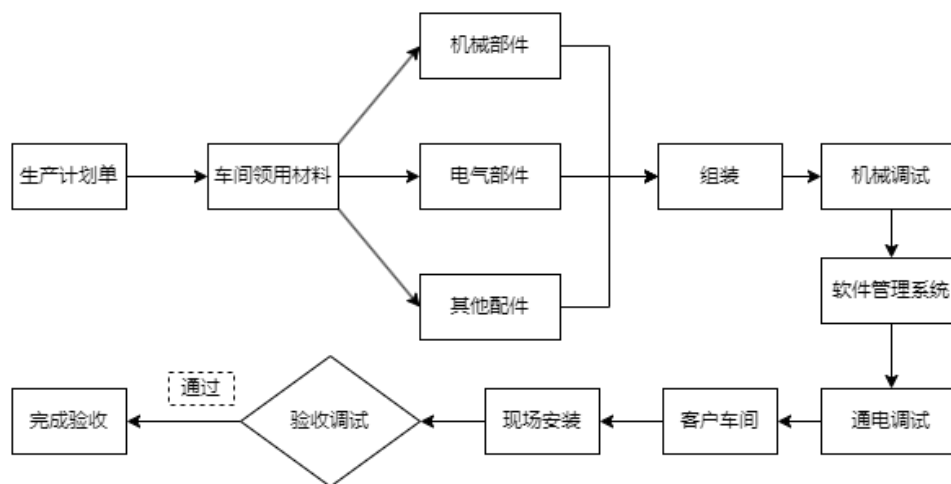 机械部件
生产计划单
车间领用材料
电气部件
组装
机械调试
其他配件
软件管理系统
通过
完成验收
验收调试
现场安装
客户车间
通电调试